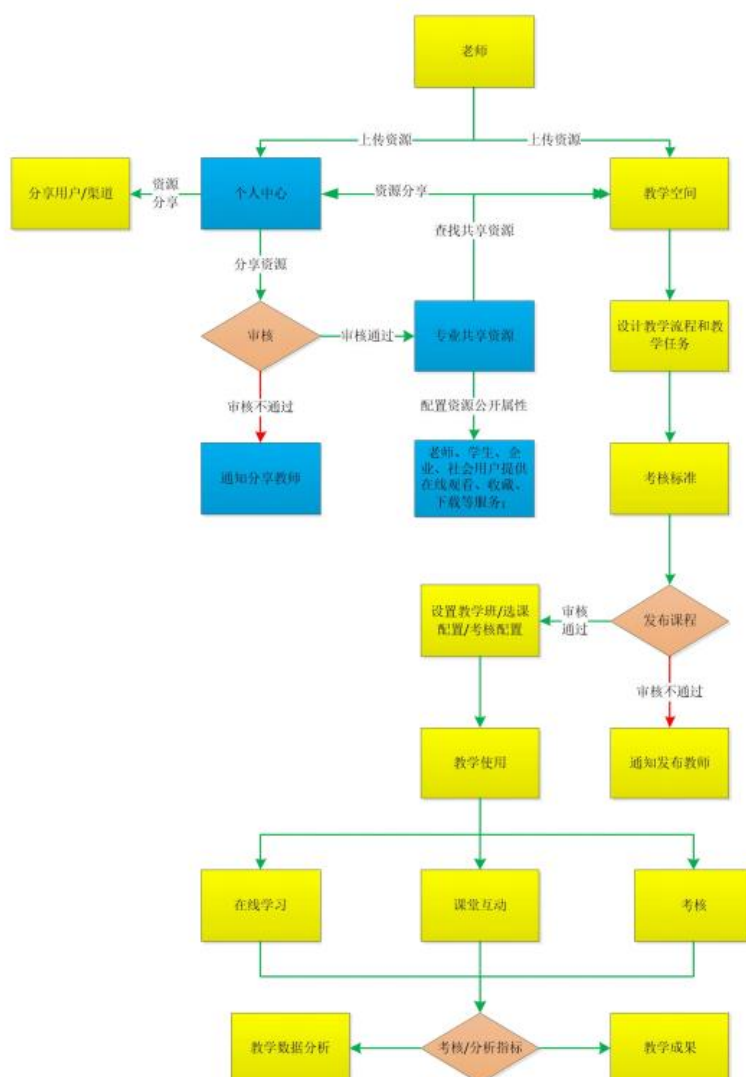 老师
上传资源
上传资源
分享用户/渠道
资源
分享
个人中心
资源分享
教学空间
查找共享资源
分享资源
审核
审核通过
专业共享资源
设计教学流程和教
学任务
审核不通过
配置资源公开属性
通知分享教师
老师、学生、企
业、社会用户提供
在线观看、收藏、
下载等服务；
考核标准
设置教学班/选课
配置/考核配置
审核
通过
发布课程
审核不通过
教学使用
通知发布教师
在线学习
课堂互动
考核
教学数据分析
考核/分析指标
教学成果